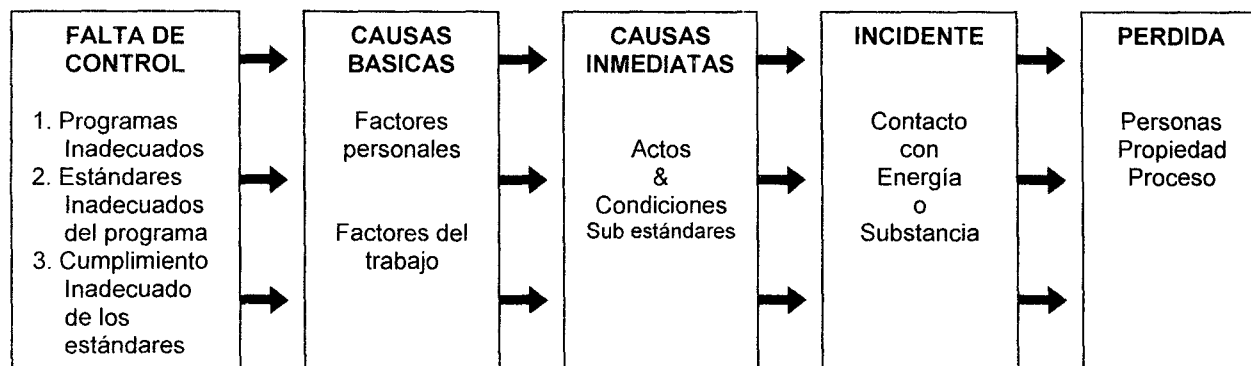 FALTA DE
CONTROL
1. Programas
Inadecuados
2. Estándares
Inadecuados
del programa
3. Cumplimiento
Inadecuado
de los
estándares
CAUSAS
BASICAS
Factores
personales
Factores del
trabajo
CAUSAS
INMEDIATAS
Actos
&
Condiciones
Sub estándares
INCIDENTE
Contacto
con
Energía
o
Substancia
PERDIDA
Personas
Propiedad
Proceso